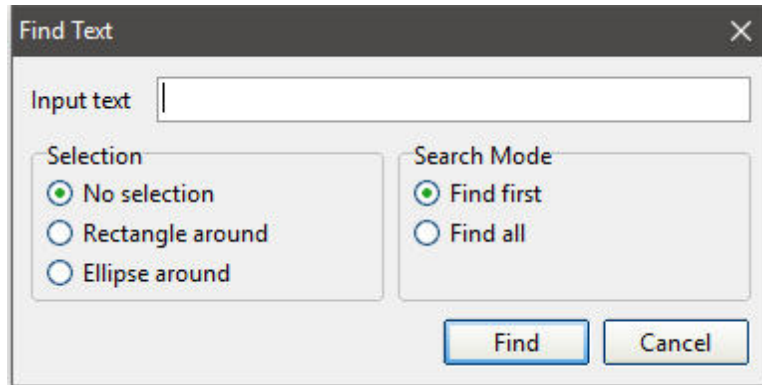 Find Text
Input text
Selection
No selection
Rectangle around
Ellipse around
Search Mode
Find first
Find all
Find
Cancel